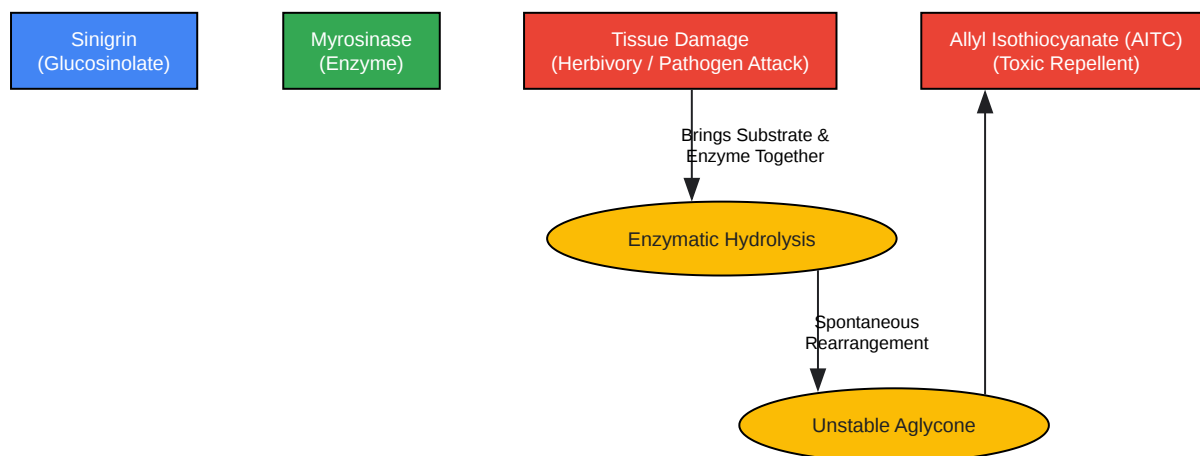 Sinigrin
(Glucosinolate)
Myrosinase
(Enzyme)
Tissue Damage
(Herbivory / Pathogen Attack)
Allyl Isothiocyanate (AITC)
(Toxic Repellent)
Brings Substrate &
Enzyme Together
Enzymatic Hydrolysis
Spontaneous
Rearrangement
Unstable Aglycone